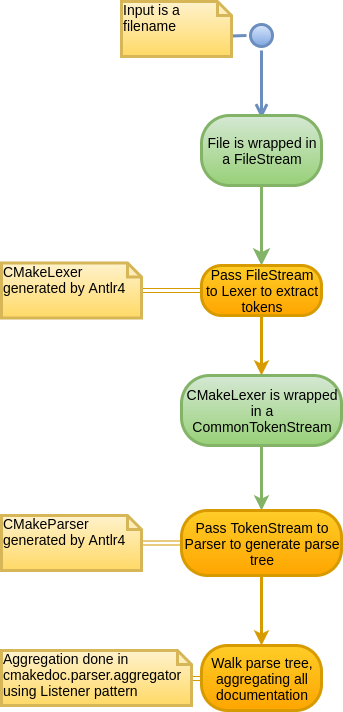 Input is a
filename
File is wrapped in
a FileStream
CMakeLexer
generated by Antlr4
Pass FileStream
to Lexer to extract
tokens
CMakeLexer is wrapped
in a
CommonTokenStream
CMakeParser
generated by Antlr4
Pass TokenStream to
Parser to generate parse
tree
Aggregation done in
cmakedoc.parser.aggregator
using Listener pattern
Walk parse tree,
aggregating all
documentation